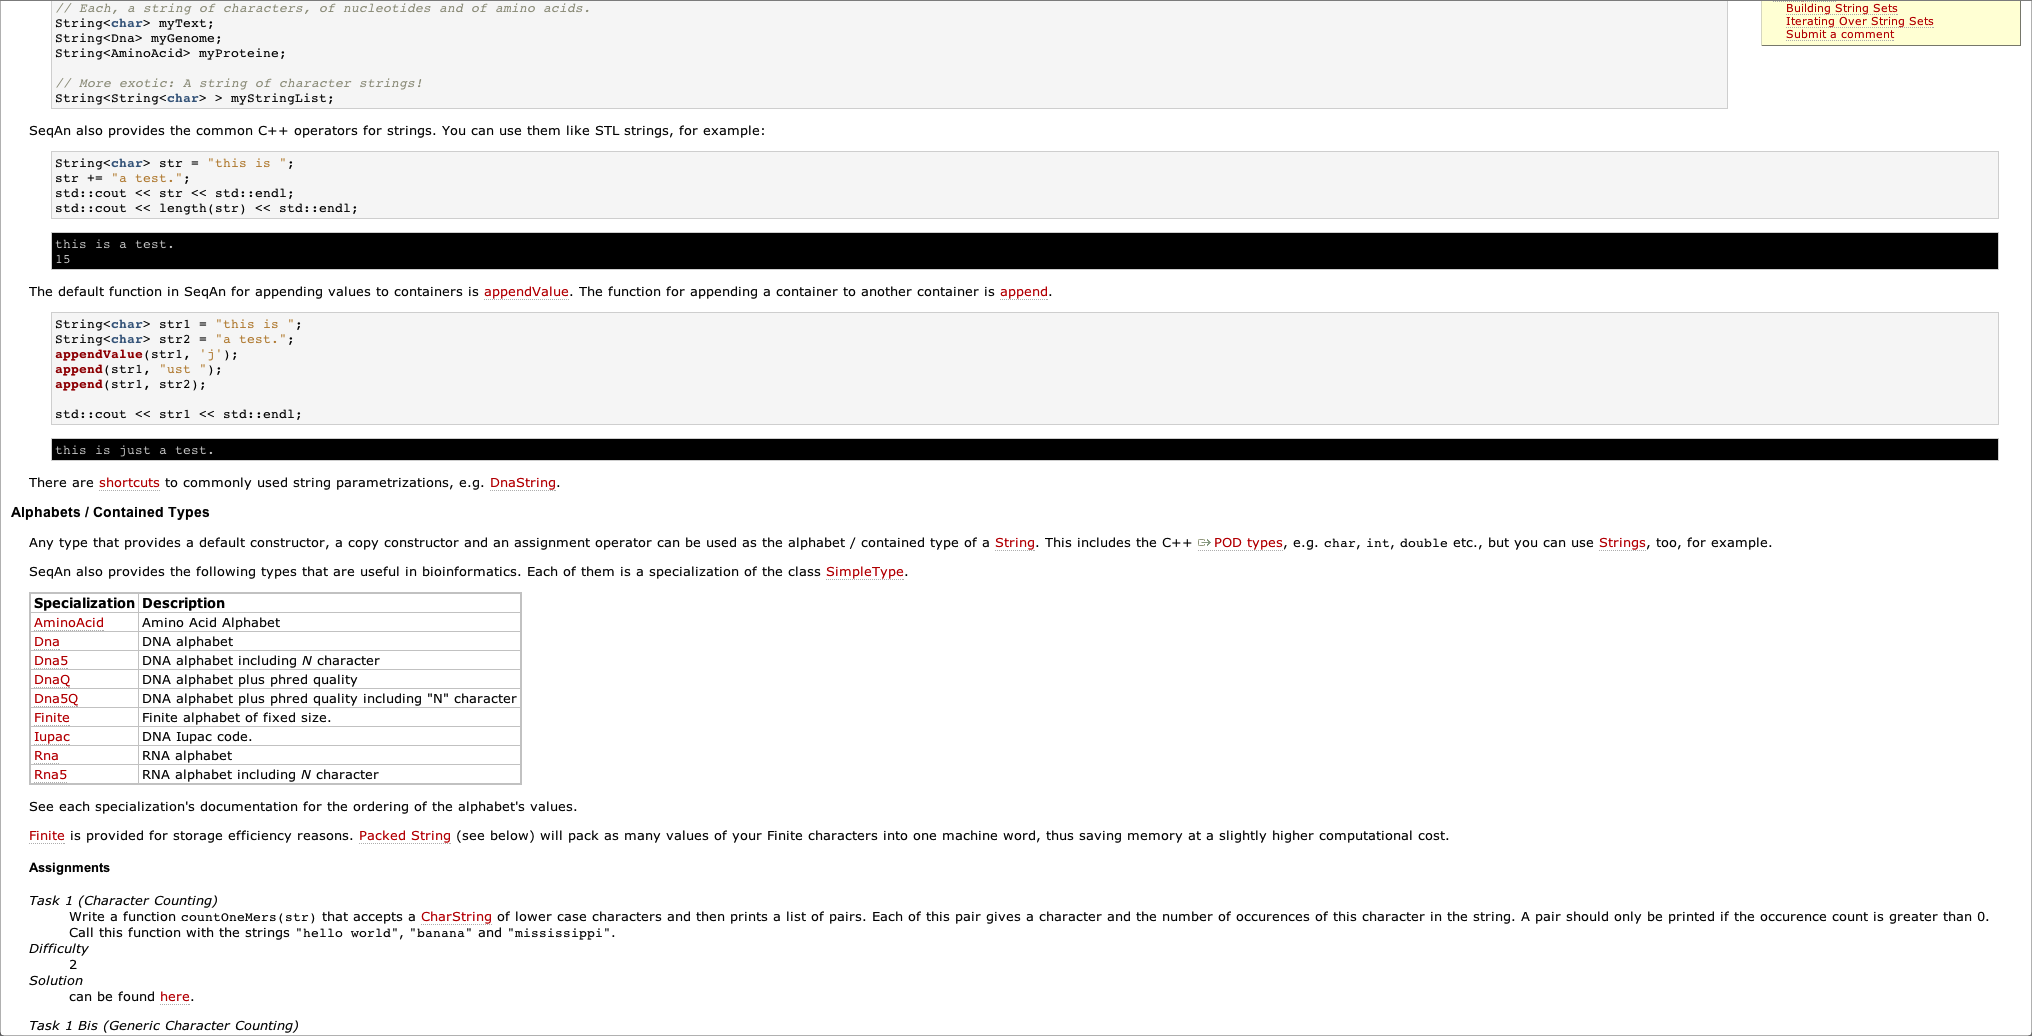 // Each, a string of characters, of nucleotides and of amino acids.
String<char> myText;
String<Dna> myGenome;
String<AminoAcid> myProteine;
// More exotic: A string of character strings!
String<String<char> > myStringList;
Building String Sets
Iterating Over String Sets
Submit a comment
SeqAn also provides the common C++ operators for strings. You can use them like STL strings, for example:
String<char> str = "this is ";
str += "a test.";
std::cout << str << std::endl;
std::cout << length(str) << std::endl;
this is a test.
15
The default function in SeqAn for appending values to containers is appendValue. The function for appending a container to another container is append.
String<char> str1 = "this is ";
String<char> str2 = "a test.";
appendValue(str1, 'j');
append(str1, "ust ");
append(str1, str2);
std::cout << str1 << std::endl;
this is just a test.
There are shortcuts to commonly used string parametrizations, e.g. DnaString.
Alphabets / Contained Types
Any type that provides a default constructor, a copy constructor and an assignment operator can be used as the alphabet / contained type of a String. This includes the C++ POD types, e.g. char, int, double etc., but you can use Strings, too, for example.
SeqAn also provides the following types that are useful in bioinformatics. Each of them is a specialization of the class SimpleType.
Specialization Description
AminoAcid Amino Acid Alphabet
Dna DNA alphabet
Dna5 DNA alphabet including N character
DnaQ DNA alphabet plus phred quality
Dna5Q DNA alphabet plus phred quality including "N" character
Finite Finite alphabet of fixed size.
Iupac DNA Iupac code.
Rna RNA alphabet
Rna5 RNA alphabet including N character
See each specialization's documentation for the ordering of the alphabet's values.
Finite is provided for storage efficiency reasons. Packed String (see below) will pack as many values of your Finite characters into one machine word, thus saving memory at a slightly higher computational cost.
Assignments
Task 1 (Character Counting)
Write a function countOneMers(str) that accepts a CharString of lower case characters and then prints a list of pairs. Each of this pair gives a character and the number of occurences of this character in the string. A pair should only be printed if the occurence count is greater than 0.
Call this function with the strings "hello world", "banana" and "mississippi".
Difficulty
2
Solution
can be found here.
Task 1 Bis (Generic Character Counting)